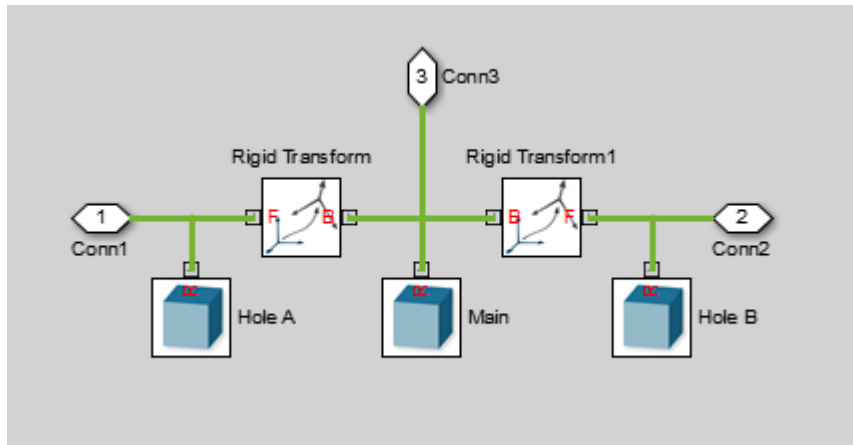 3 Conn3
Rigid Transform
Rigid Transform1
1
F
B
B
F
2
Conn1
Conn2
R
Hole A
R
Main
R
Hole B